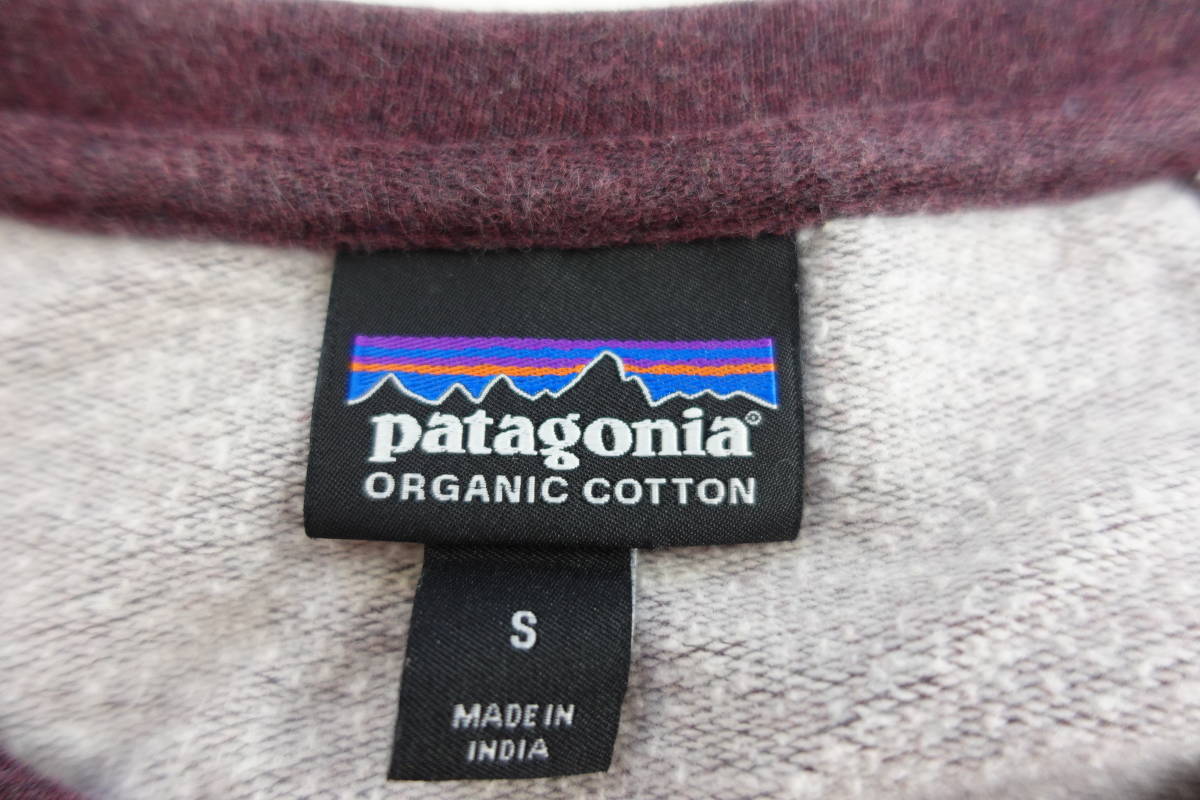 patagonia®
ORGANIC COTTON
S
MADE IN
INDIA